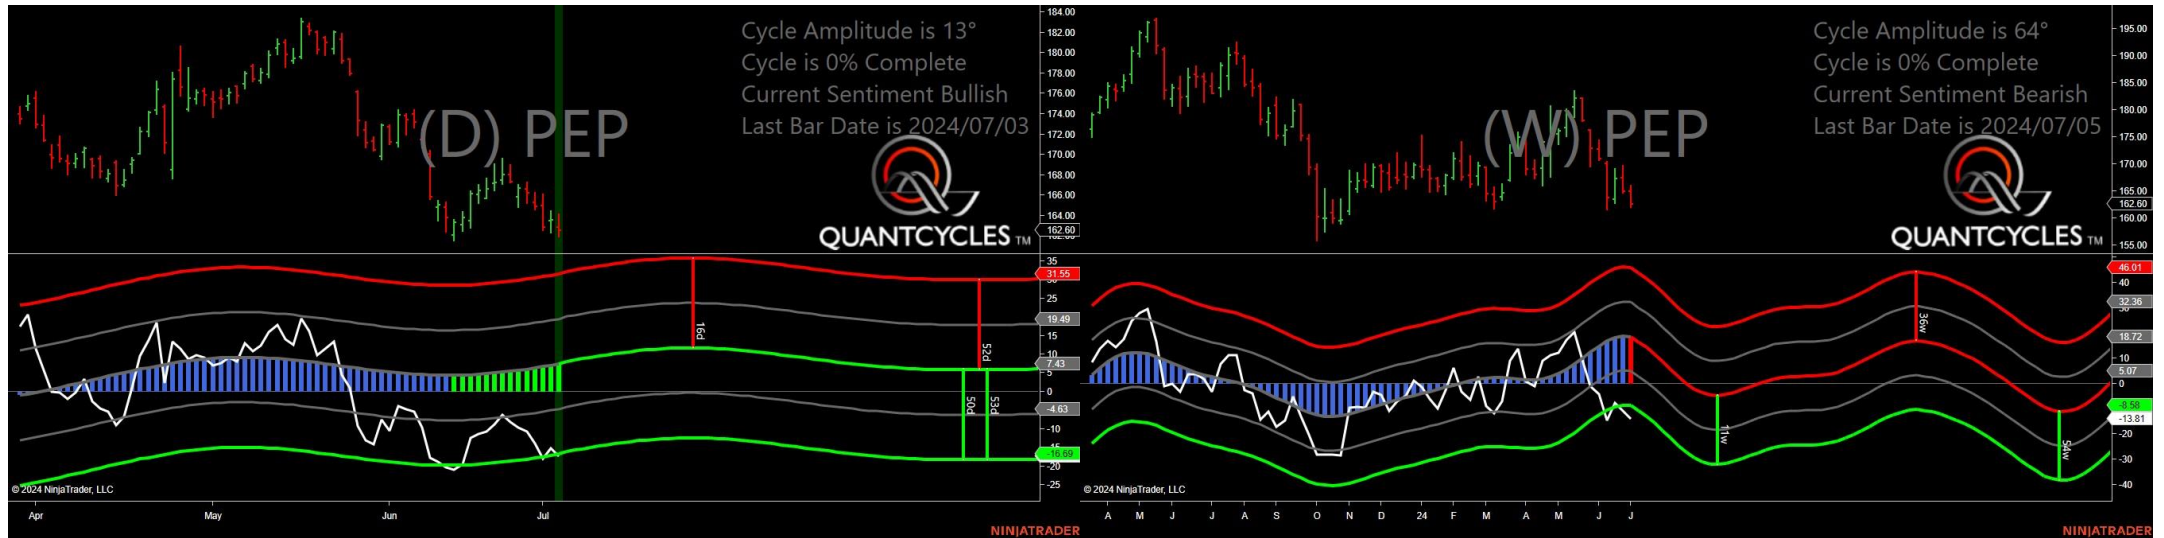 Cycle Amplitude is 13°
Cycle is 0% Complete
Current Sentiment Bullish
Last Bar Date is 2024/07/03
(D) PEP
QUANTCYCLES TM
184.00
182.00
180.00
178.00
176.00
174.00
172.00
170.00
168.00
166.00
164.00
162.60
35
31.55
25
19.49
15
10
7.43
5
0
-4.63
-10
-16.69
-20
-25
16d
52d
50d
53d
© 2024 NinjaTrader, LLC
Apr May Jun Jul
NINJATRADER
Cycle Amplitude is 64°
Cycle is 0% Complete
Current Sentiment Bearish
Last Bar Date is 2024/07/05
(W) PEP
QUANTCYCLES TM
195.00
190.00
185.00
180.00
175.00
170.00
165.00
162.60
160.00
155.00
46.01
40
32.36
18.72
10
5.07
0
-8.58
-13.81
-20
-30
-40
11w
36w
54w
© 2024 NinjaTrader, LLC
A M J J A S O N D 24 F M A M J J
NINJATRADER